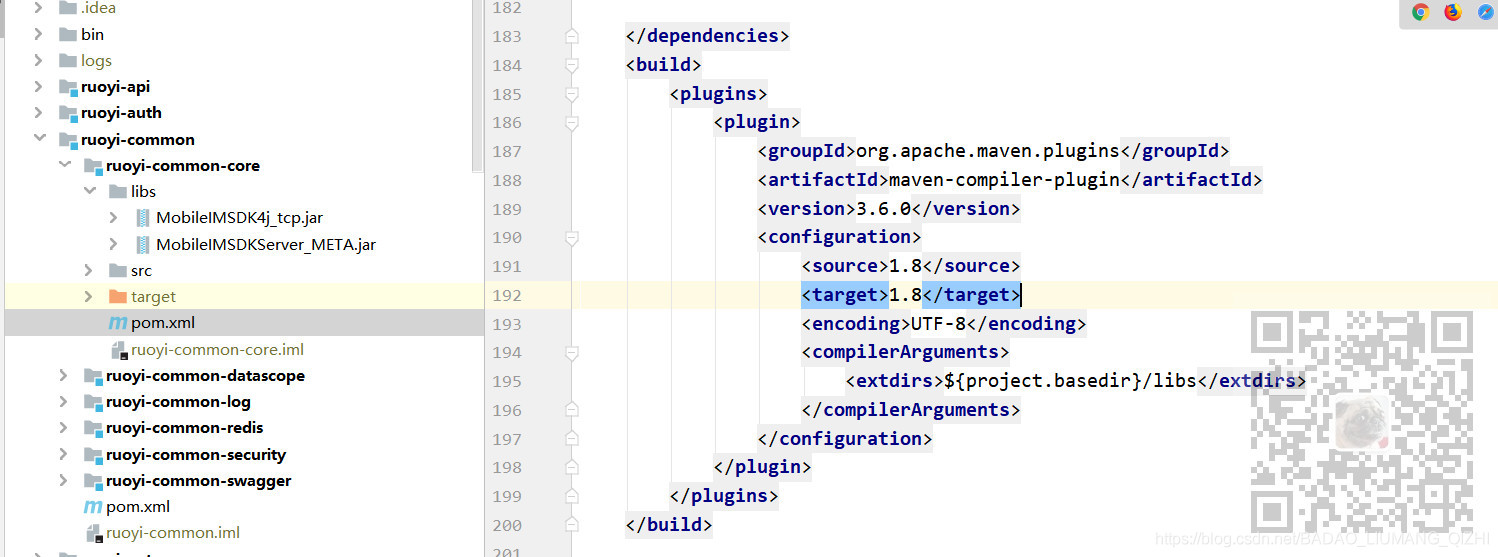 .idea
bin
logs
ruoyi-api
ruoyi-auth
ruoyi-common
ruoyi-common-core
libs
MobileIMSDK4j_tcp.jar
MobileIMSDKServer_META.jar
src
target
pom.xml
ruoyi-common-core.iml
ruoyi-common-datascope
ruoyi-common-log
ruoyi-common-redis
ruoyi-common-security
ruoyi-common-swagger
pom.xml
ruoyi-common.iml
182
183 </dependencies>
184 <build>
185 <plugins>
186 <plugin>
187 <groupId>org.apache.maven.plugins</groupId>
188 <artifactId>maven-compiler-plugin</artifactId>
189 <version>3.6.0</version>
190 <configuration>
191 <source>1.8</source>
192 <target>1.8</target>
193 <encoding>UTF-8</encoding>
194 <compilerArguments>
195 <extdirs>${project.basedir}/libs</extdirs>
196 </compilerArguments>
197 </configuration>
198 </plugin>
199 </plugins>
200 </build>
201
https://blog.csdn.net/BADAO_LIUMANG_QIZHI